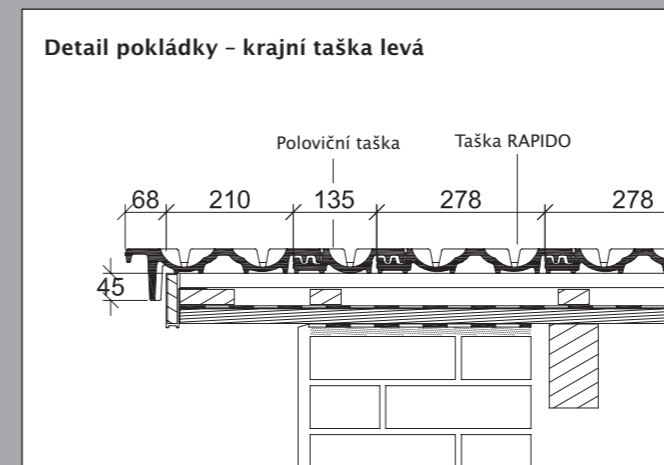 Detail pokládky – krajní taška levá
Poloviční taška
Taška RAPIDO
68 210 135 278 278
45